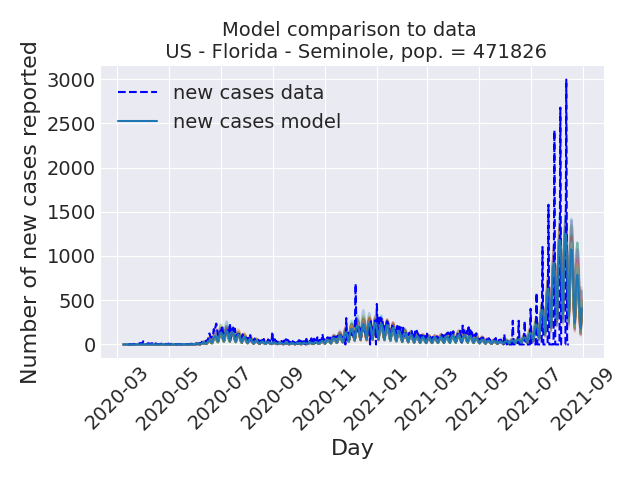 Model comparison to data
US - Florida - Seminole, pop. = 471826
Number of new cases reported
3000
2500
2000
1500
1000
500
0
new cases data
new cases model
2020-03
2020-05
2020-07
2020-09
2020-11
2021-01
2021-03
2021-05
2021-07
2021-09
Day